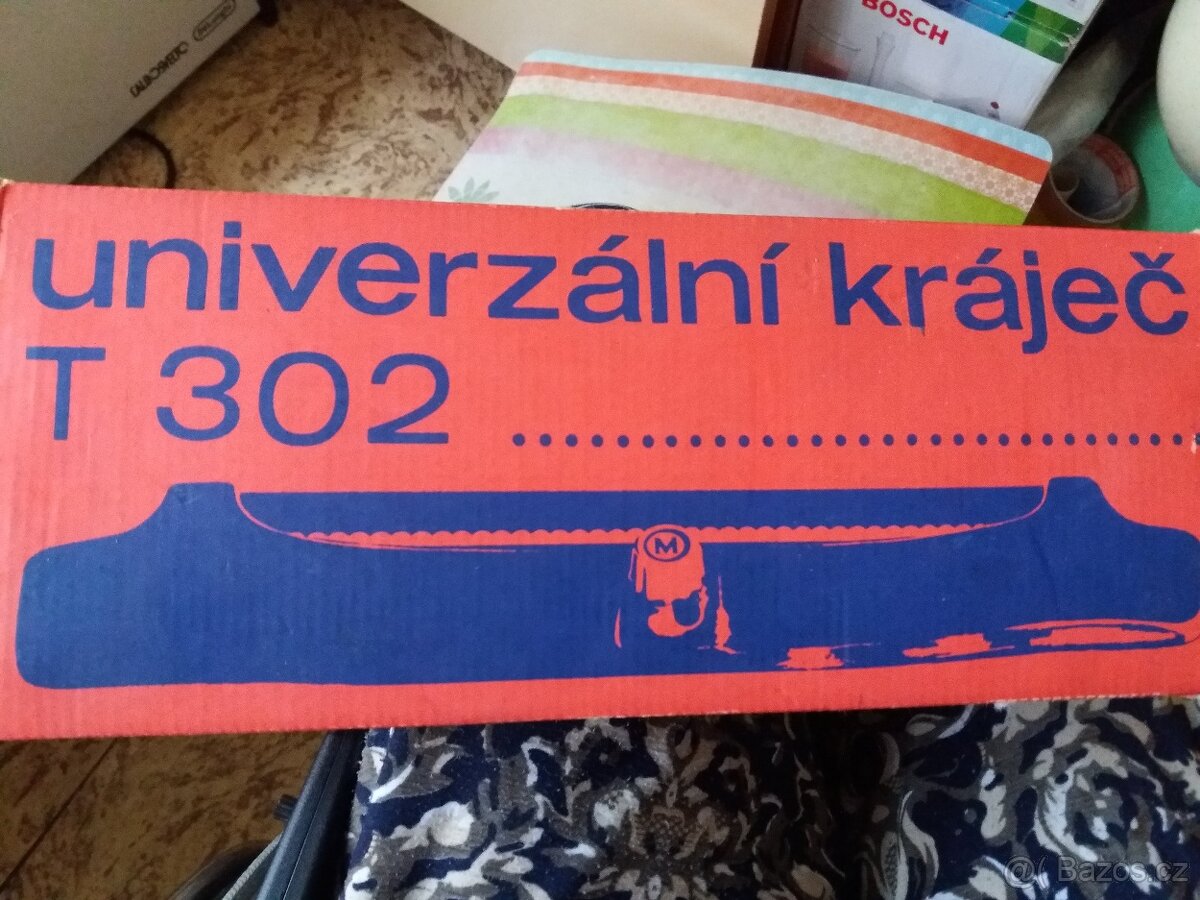 BOSCH
univerzální kráječ
T 302
M
Bazos.cz